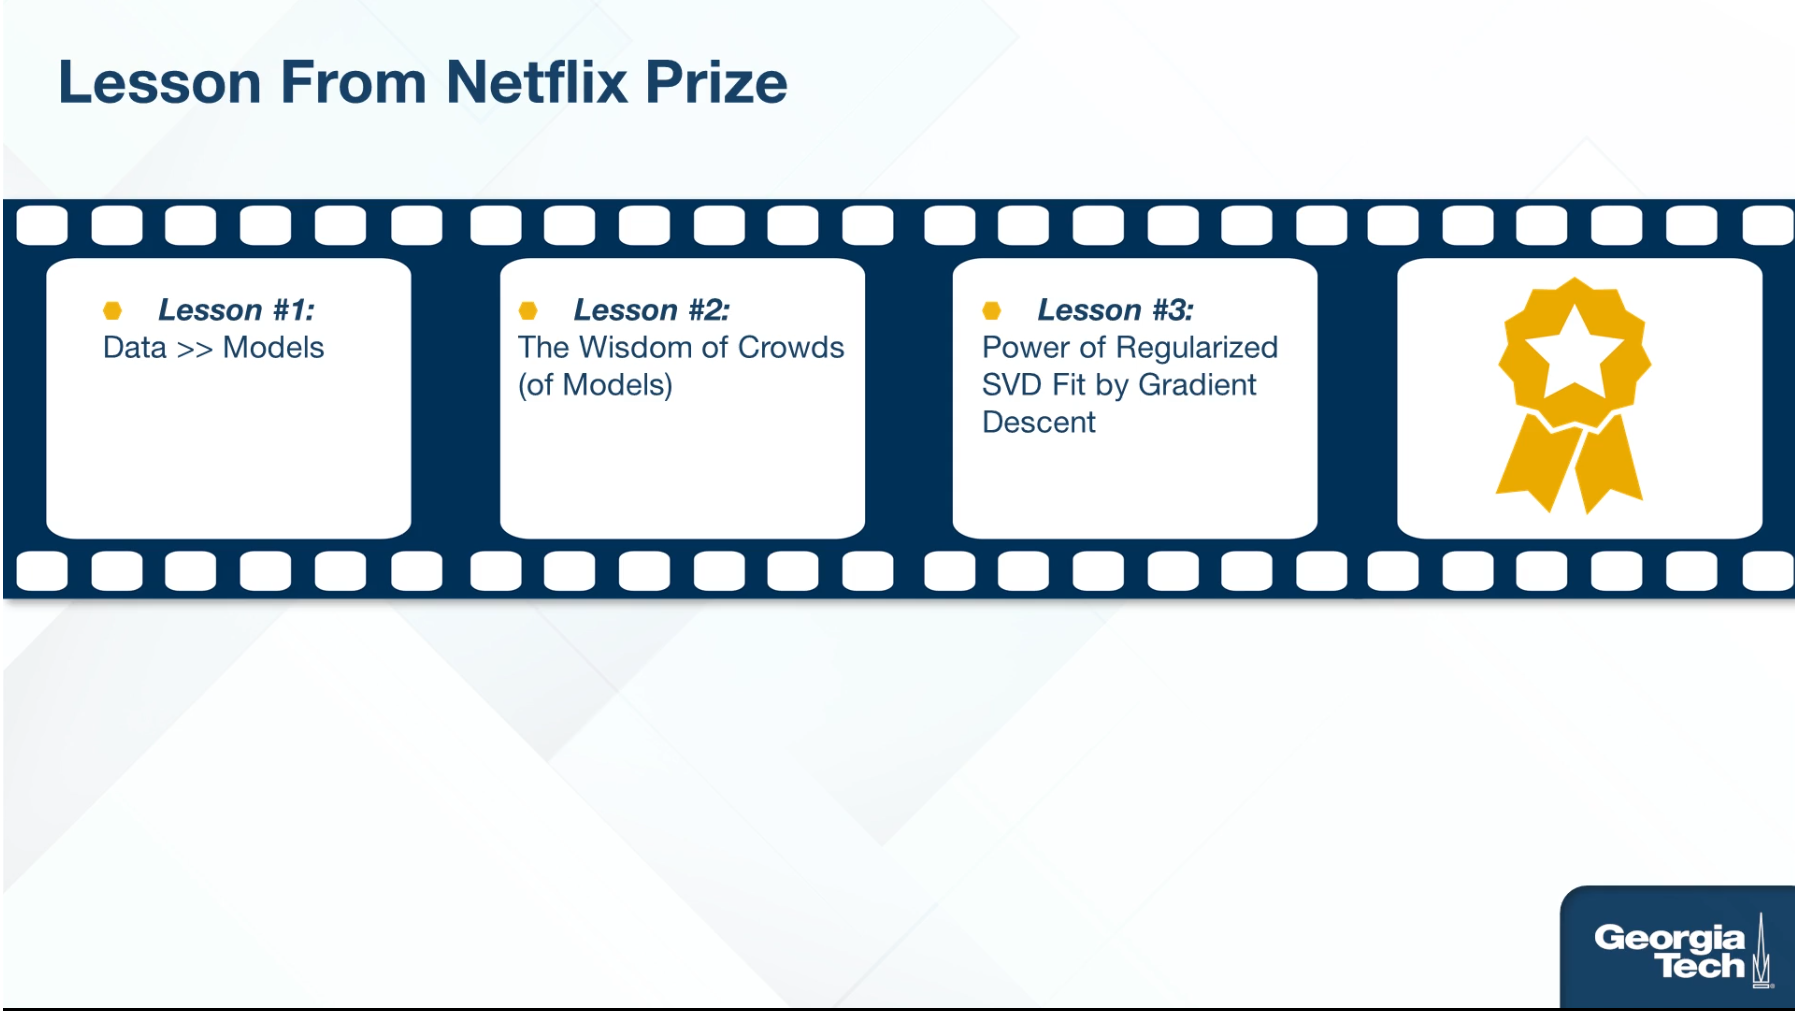 Lesson From Netflix Prize
Lesson #1:
Data >> Models
Lesson #2:
The Wisdom of Crowds
(of Models)
Lesson #3:
Power of Regularized
SVD Fit by Gradient
Descent
Georgia
Tech